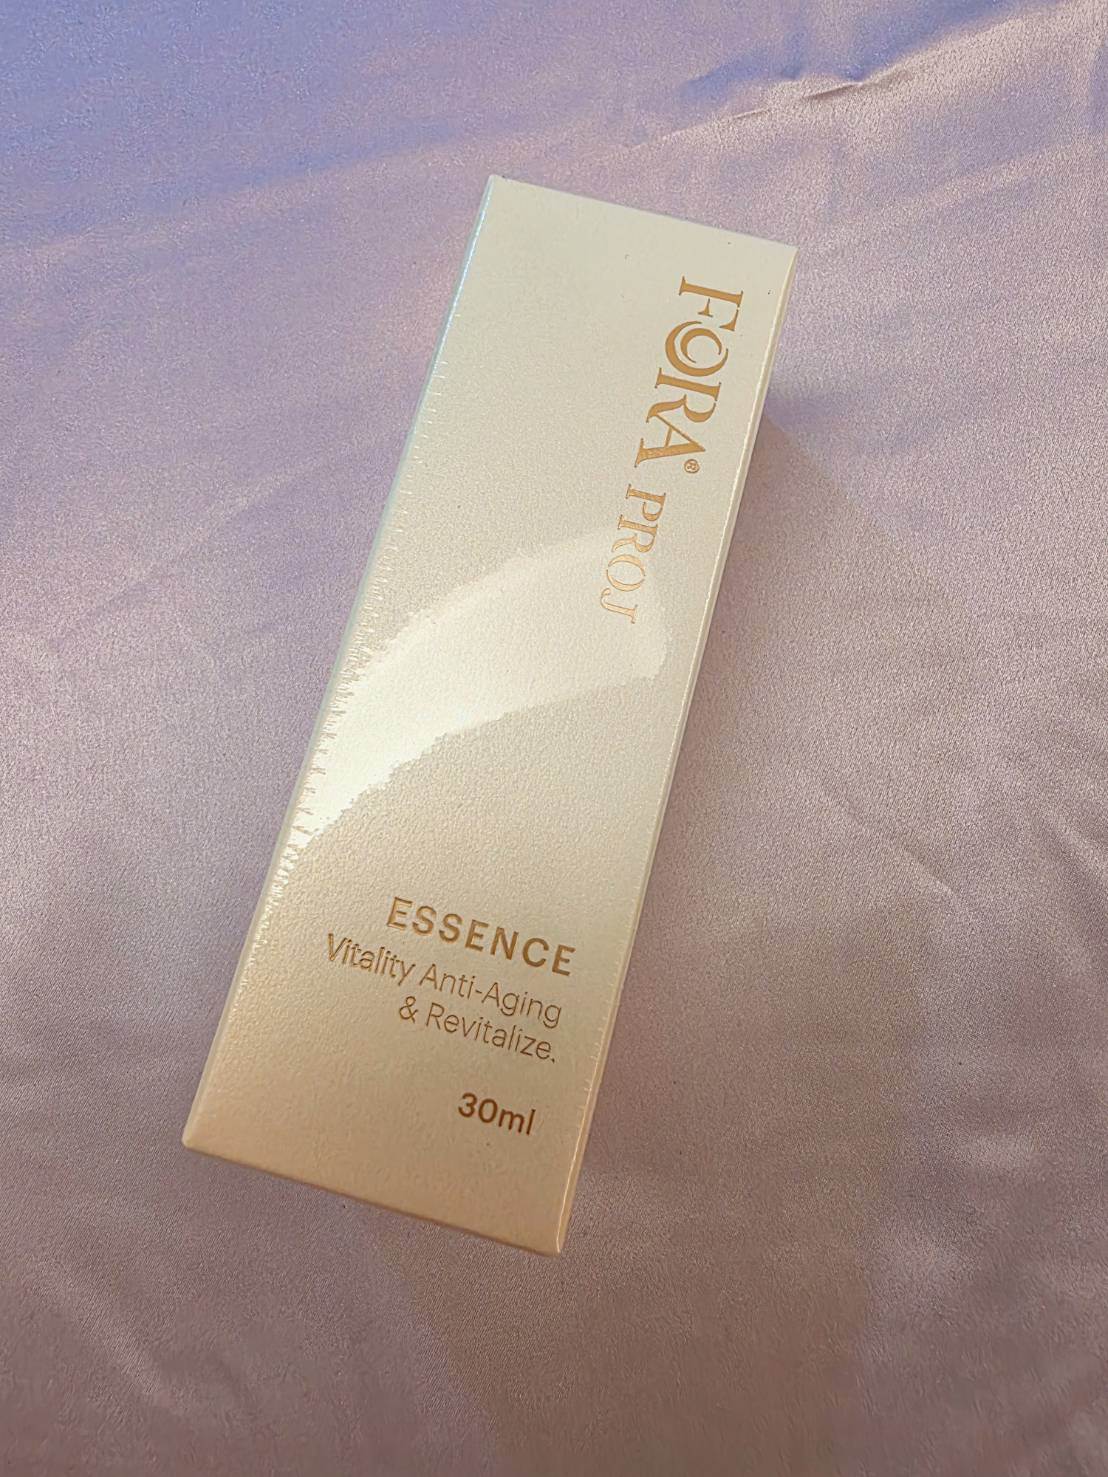 FORA® PROJ
ESSENCE
Vitality Anti-Aging
& Revitalize.
30ml